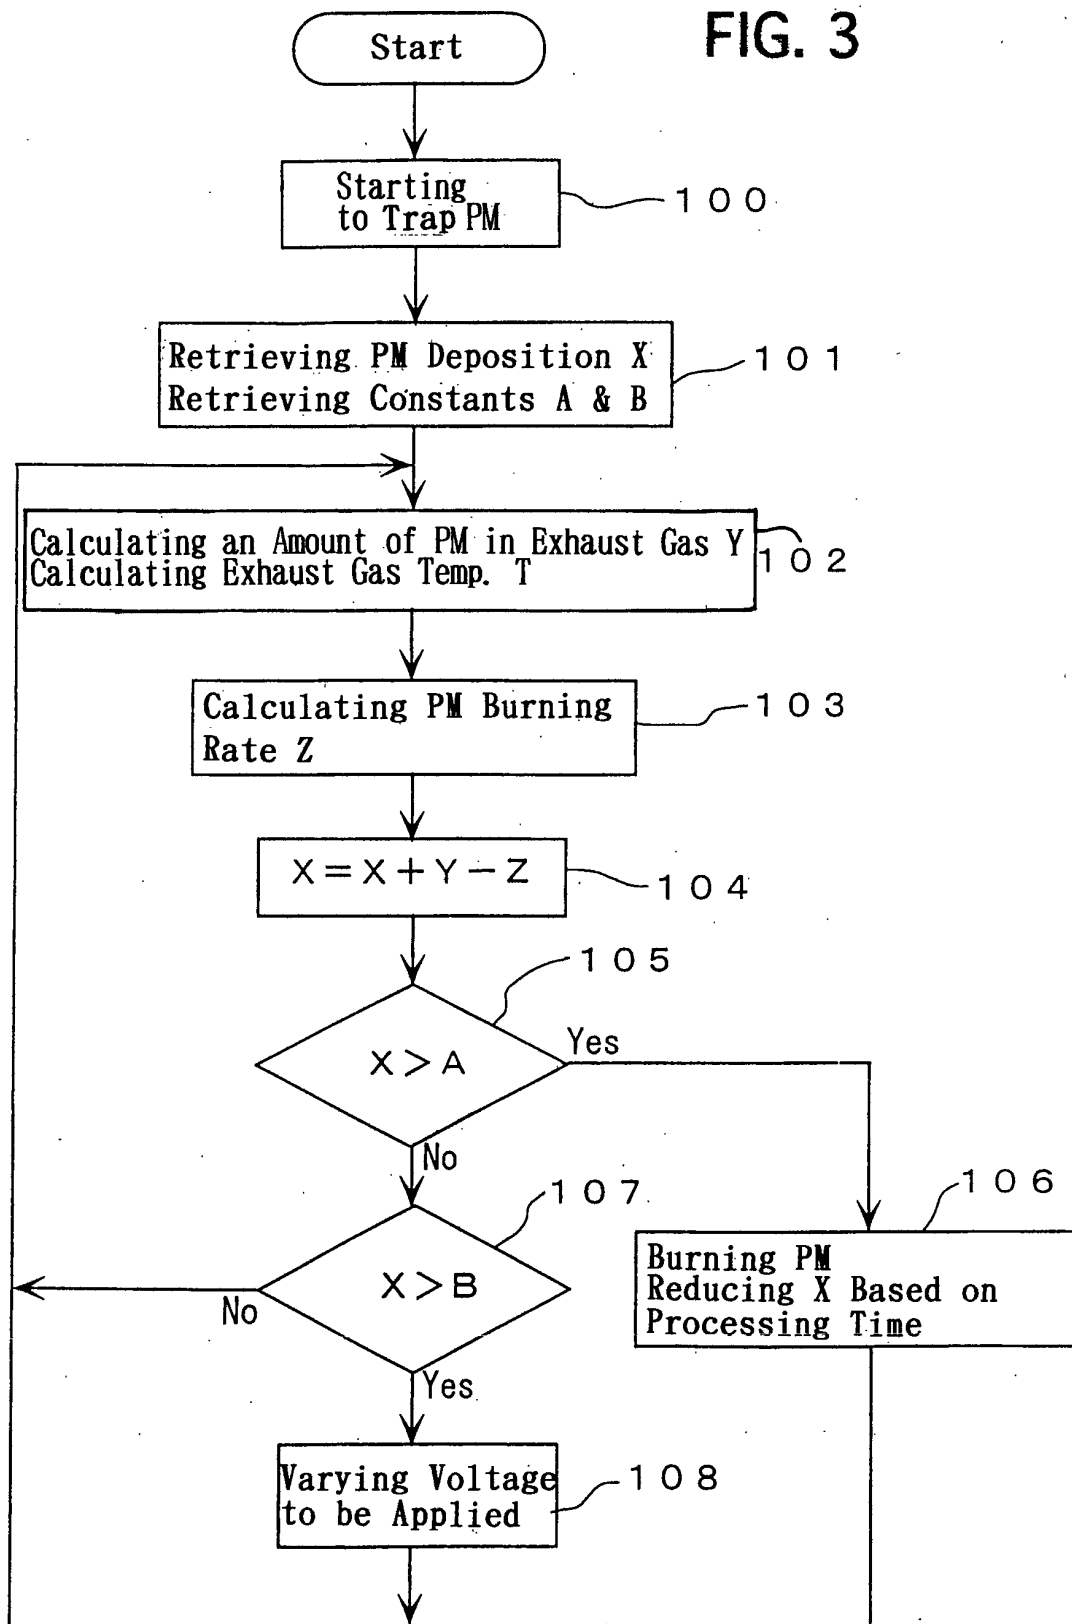 FIG. 3
Start
Starting
to Trap PM
100
Retrieving PM Deposition X
Retrieving Constants A & B
101
Calculating an Amount of PM in Exhaust Gas Y
Calculating Exhaust Gas Temp. T
102
Calculating PM Burning
Rate Z
103
X=X+Y-Z
104
105
X>A
Yes
No
107
X>B
No
Yes
106
Burning PM
Reducing X Based on
Processing Time
Varying Voltage
to be Applied
108